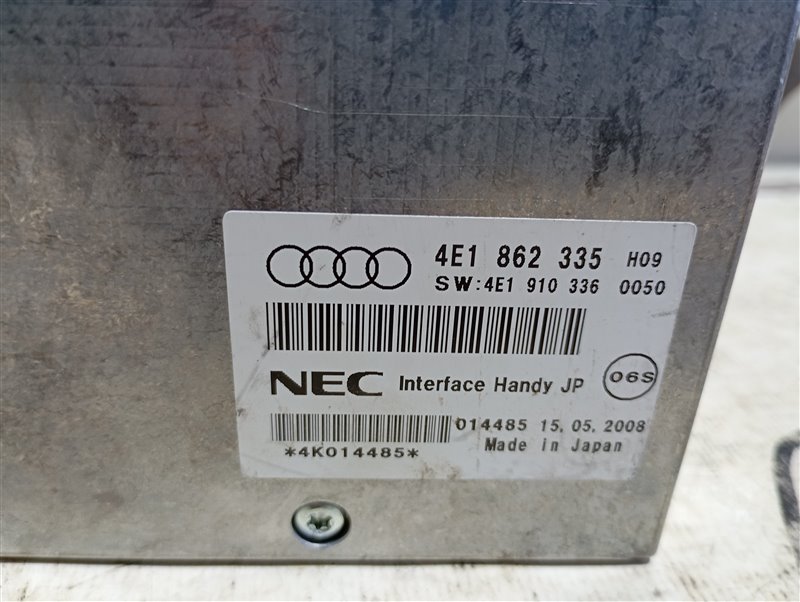 4E1 862 335 H09
SW:4E1 910 336 0050
NEC Interface Handy JP 06S
014485 15.05.2008
*4K014485* Made in Japan